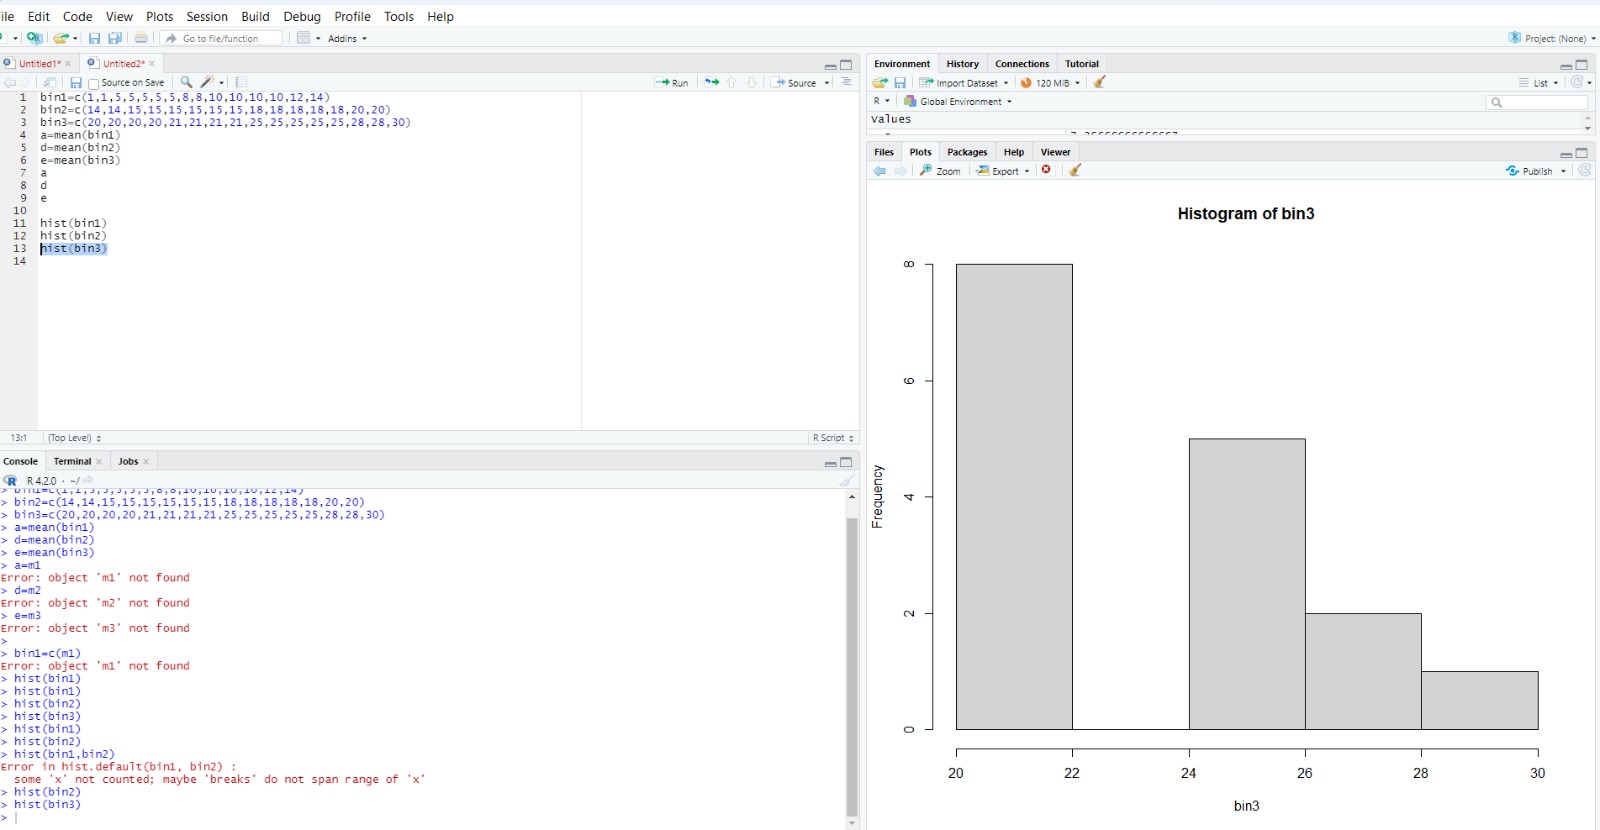 ile Edit Code View Plots Session Build Debug Profile Tools Help
Go to file/function Addins Project: (None)
Untitled1* Untitled2*
Source on Save Run Source
1 bin1=c(1,1,5,5,5,5,5,8,8,10,10,10,10,12,14)
2 bin2=c(14,14,15,15,15,15,15,15,18,18,18,18,18,20,20)
3 bin3=c(20,20,20,20,21,21,21,21,25,25,25,25,25,28,28,30)
4 a=mean(bin1)
5 d=mean(bin2)
6 e=mean(bin3)
7 a
8 d
9 e
10
11 hist(bin1)
12 hist(bin2)
13 hist(bin3)
14
13:1 (Top Level) R Script
Console Terminal Jobs
R 4.2.0 · ~/
> bin1=c(1,1,5,5,5,5,5,8,8,10,10,10,10,12,14)
> bin2=c(14,14,15,15,15,15,15,15,18,18,18,18,18,20,20)
> bin3=c(20,20,20,20,21,21,21,21,25,25,25,25,25,28,28,30)
> a=mean(bin1)
> d=mean(bin2)
> e=mean(bin3)
> a=m1
Error: object 'm1' not found
> d=m2
Error: object 'm2' not found
> e=m3
Error: object 'm3' not found
>
> bin1=c(m1)
Error: object 'm1' not found
> hist(bin1)
> hist(bin1)
> hist(bin2)
> hist(bin3)
> hist(bin1)
> hist(bin2)
> hist(bin1,bin2)
Error in hist.default(bin1, bin2) :
some 'x' not counted; maybe 'breaks' do not span range of 'x'
> hist(bin2)
> hist(bin3)
>
Environment History Connections Tutorial
Import Dataset 120 MiB List
R Global Environment
values
Files Plots Packages Help Viewer
Zoom Export Publish
Histogram of bin3
Frequency
8
6
4
2
0
20 22 24 26 28 30
bin3